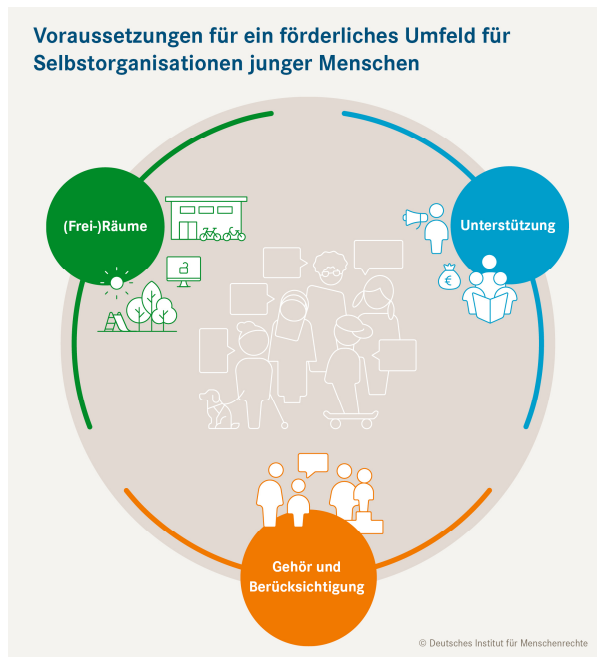 Voraussetzungen für ein förderliches Umfeld für
Selbstorganisationen junger Menschen
(Frei-)Räume
Unterstützung
€
Gehör und
Berücksichtigung
© Deutsches Institut für Menschenrechte